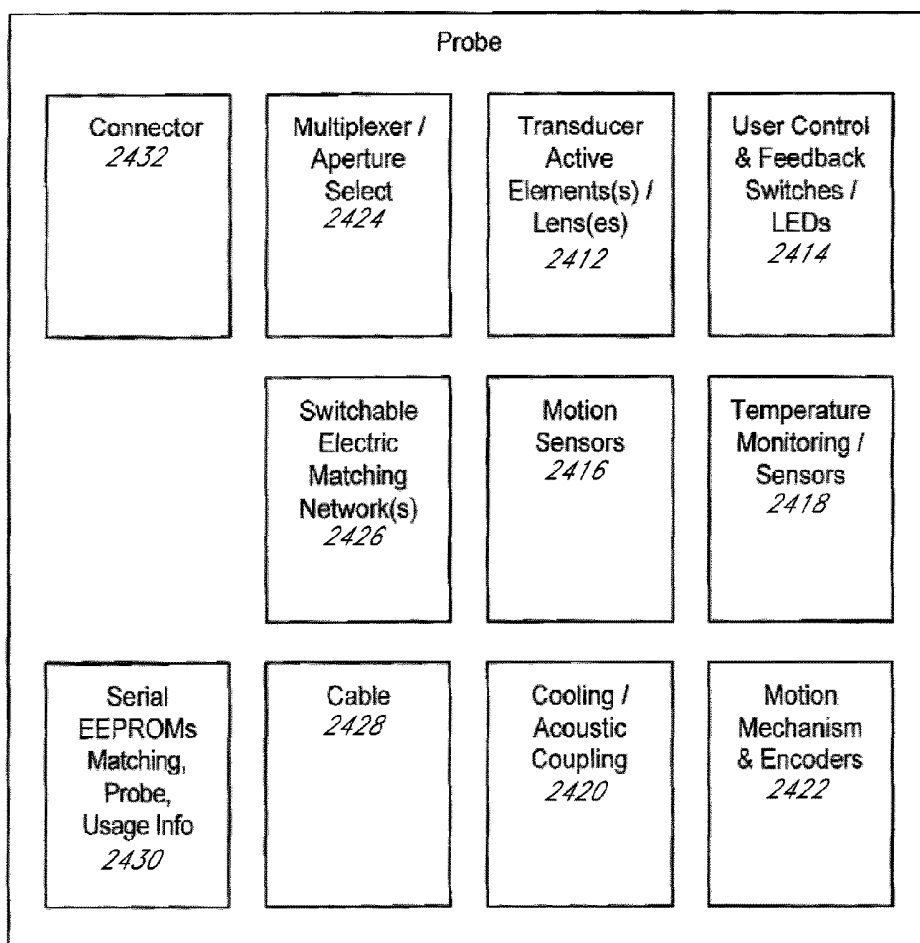 Probe
Connector
2432
Multiplexer /
Aperture
Select
2424
Transducer
Active
Elements(s) /
Lens(es)
2412
User Control
& Feedback
Switches /
LEDs
2414
Switchable
Electric
Matching
Network(s)
2426
Motion
Sensors
2416
Temperature
Monitoring /
Sensors
2418
Serial
EEPROMs
Matching,
Probe,
Usage Info
2430
Cable
2428
Cooling /
Acoustic
Coupling
2420
Motion
Mechanism
& Encoders
2422